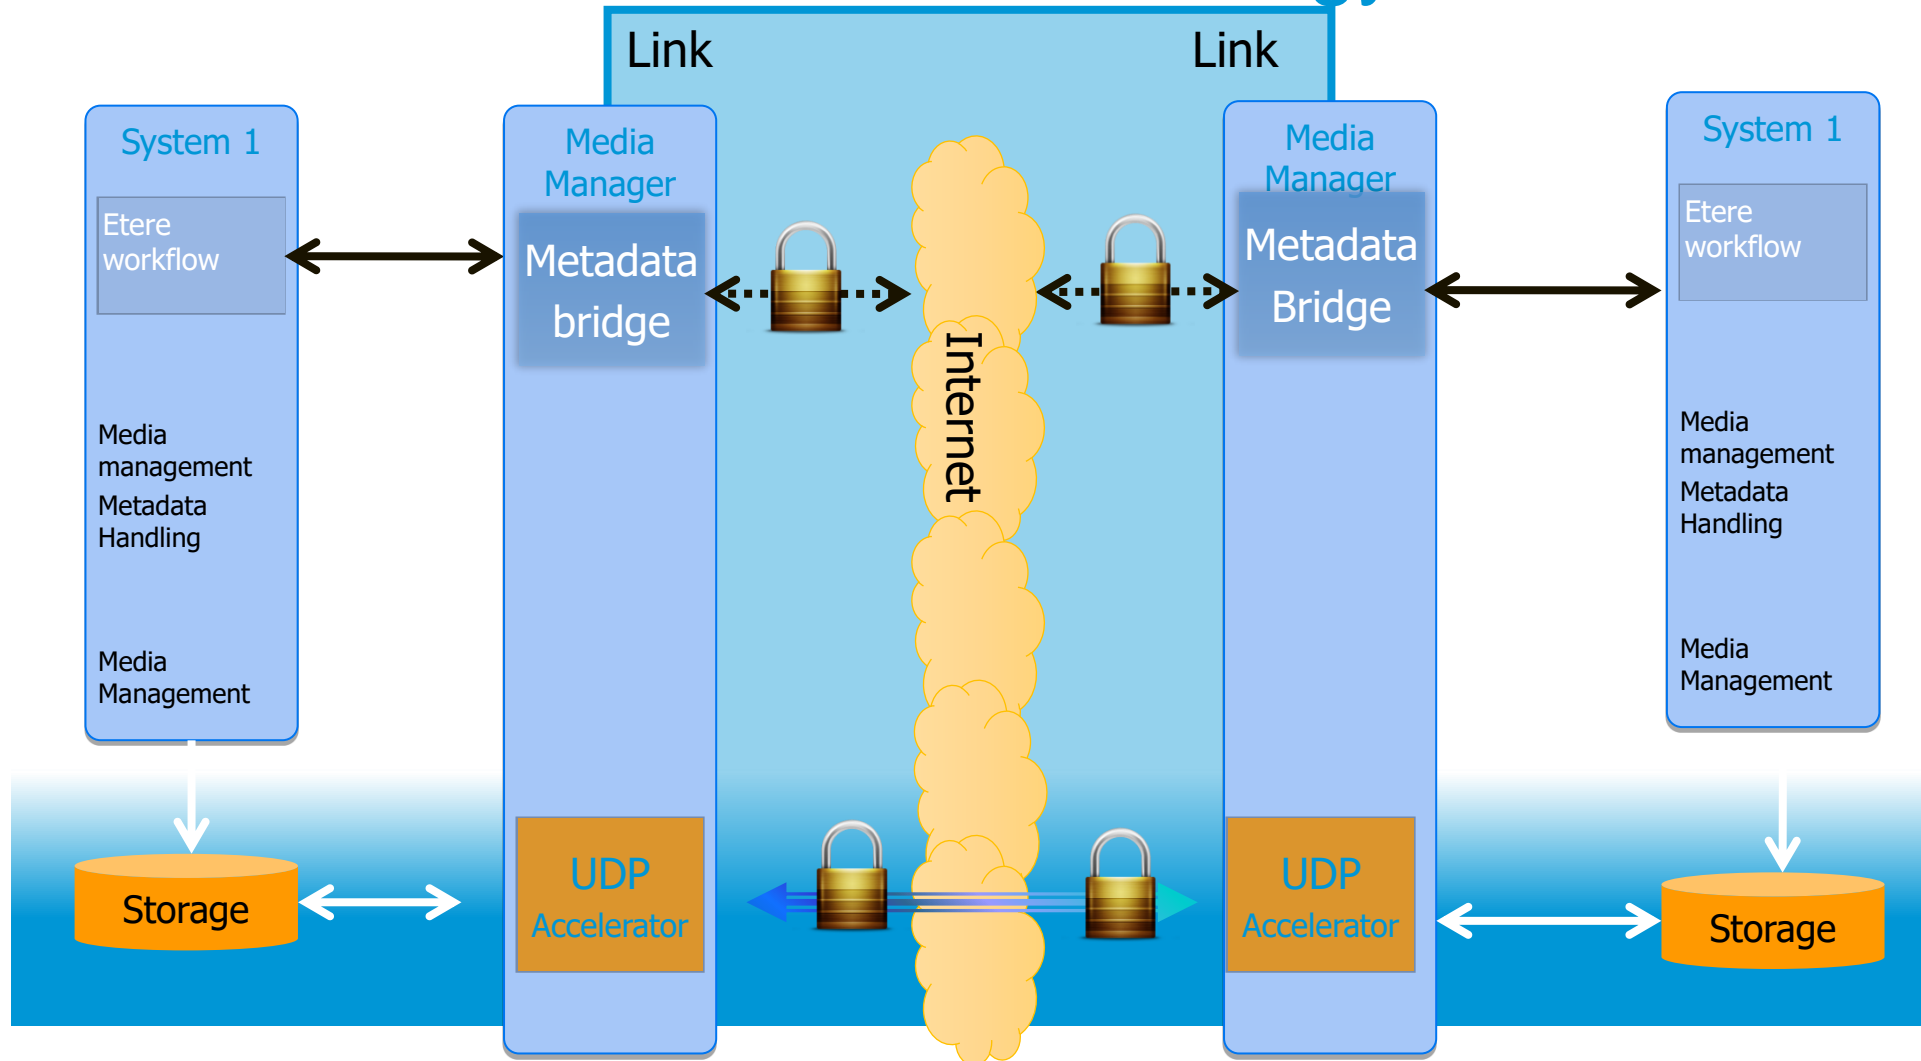 Link
Link
System 1
Etere
workflow
Media
management
Metadata
Handling
Media
Management
Storage
Media
Manager
Metadata
bridge
UDP
Accelerator
Internet
Media
Manager
Metadata
Bridge
UDP
Accelerator
System 1
Etere
workflow
Media
management
Metadata
Handling
Media
Management
Storage